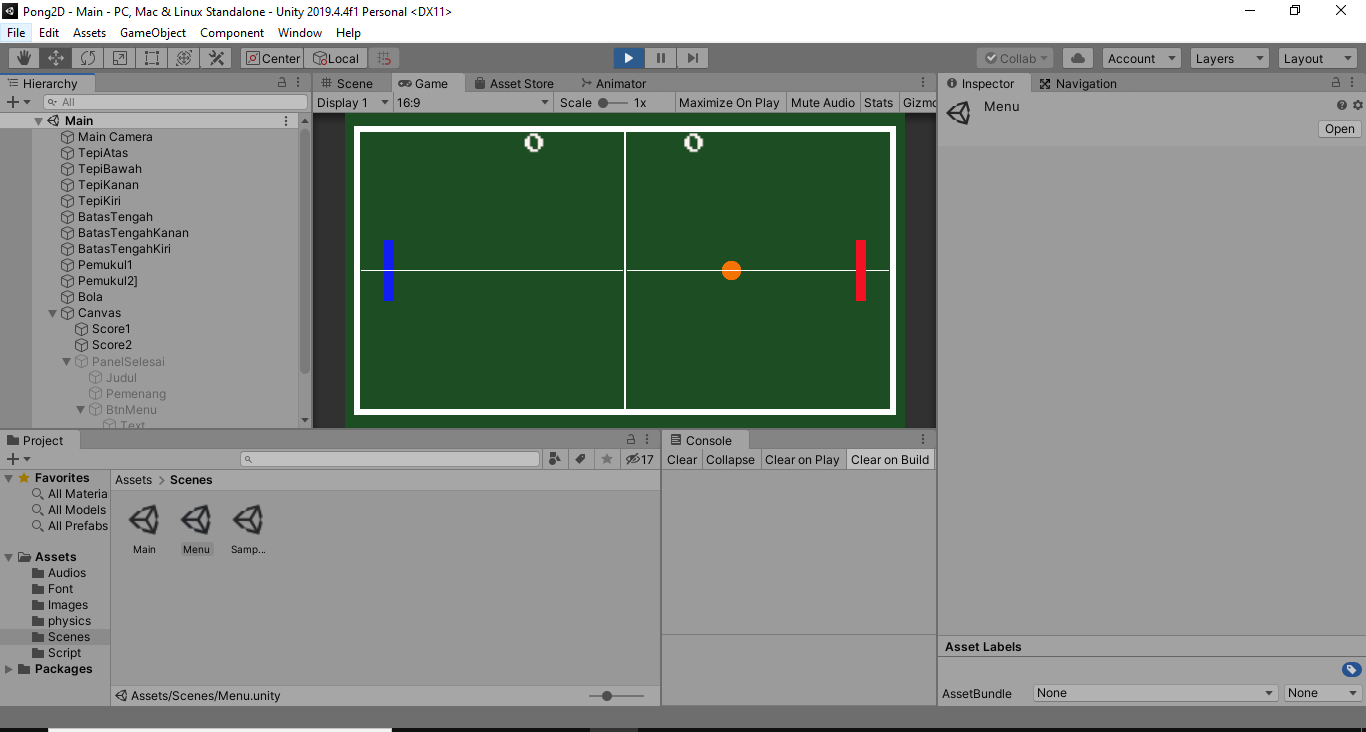 Pong2D - Main - PC, Mac & Linux Standalone - Unity 2019.4.4f1 Personal <DX11>
File Edit Assets GameObject Component Window Help
Center Local Collab Account Layers Layout
Hierarchy
All
Main
Main Camera
TepiAtas
TepiBawah
TepiKanan
TepiKiri
BatasTengah
BatasTengahKanan
BatasTengahKiri
Pemukul1
Pemukul2]
Bola
Canvas
Score1
Score2
PanelSelesai
Judul
Pemenang
BtnMenu
Text
Scene Game Asset Store Animator
Display 1 16:9 Scale 1x Maximize On Play Mute Audio Stats Gizmo
0 0
Inspector Navigation
Menu
Open
Project
17
Favorites
All Materia
All Models
All Prefabs
Assets
Audios
Font
Images
physics
Scenes
Script
Packages
Assets > Scenes
Main Menu Samp...
Assets/Scenes/Menu.unity
Console
Clear Collapse Clear on Play Clear on Build
Asset Labels
AssetBundle None None